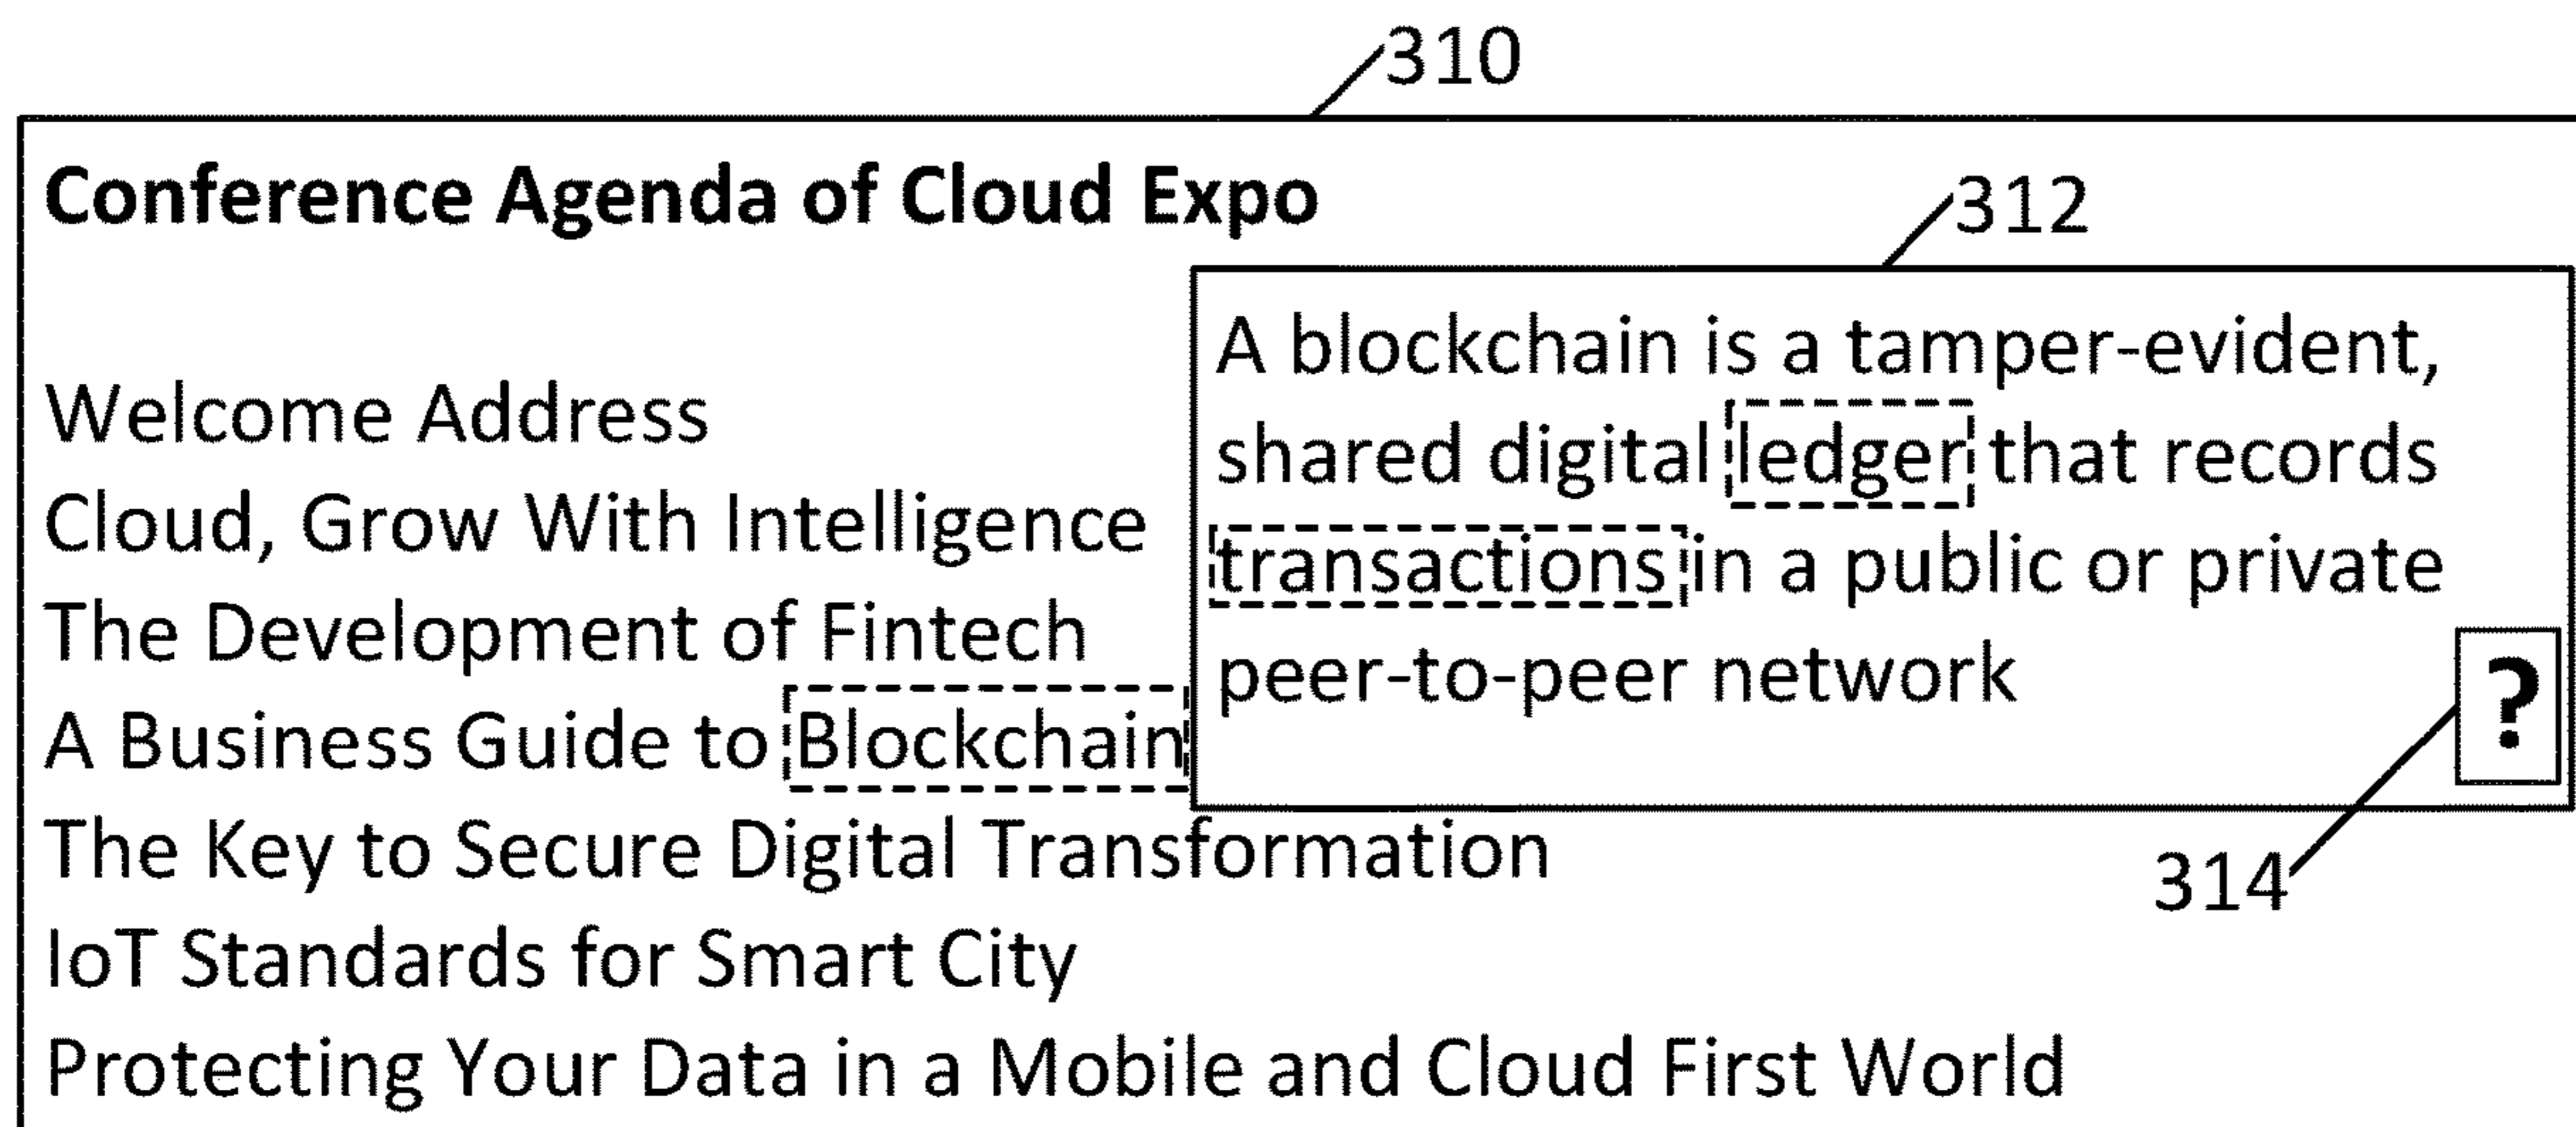 310
Conference Agenda of Cloud Expo
312
A blockchain is a tamper-evident,
shared digital ledger that records
transactions in a public or private
peer-to-peer network
?
314
Welcome Address
Cloud, Grow With Intelligence
The Development of Fintech
A Business Guide to Blockchain
The Key to Secure Digital Transformation
IoT Standards for Smart City
Protecting Your Data in a Mobile and Cloud First World